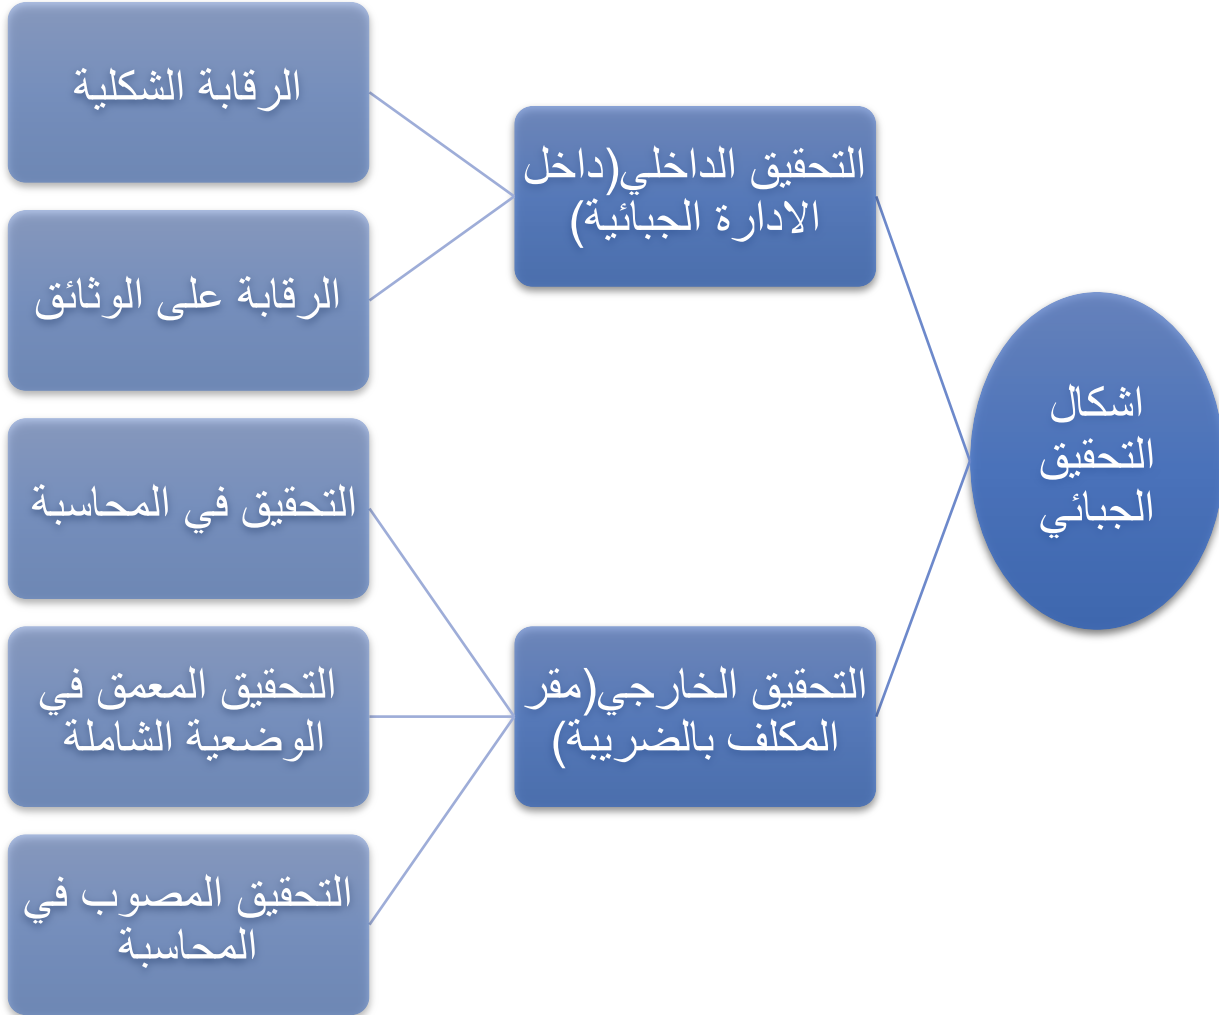 اشكال
التحقيق
الجبائي
التحقيق الداخلي(داخل
الادارة الجبائية)
الرقابة الشكلية
الرقابة على الوثائق
التحقيق الخارجي(مقر
المكلف بالضريبة)
التحقيق في المحاسبة
التحقيق المعمق في
الوضعية الشاملة
التحقيق المصوب في
المحاسبة